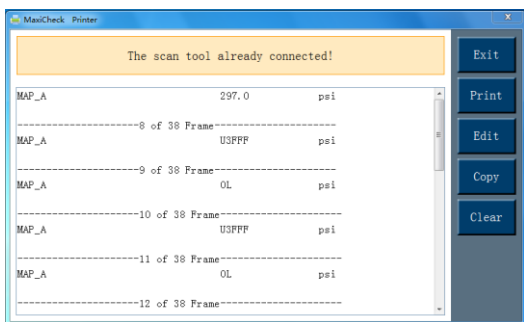 MaxiCheck Printer
X
The scan tool already connected!
Exit
Print
Edit
Copy
Clear
MAP_A 297.0 psi
---------------------8 of 38 Frame---------------------
MAP_A U3FFF psi
---------------------9 of 38 Frame---------------------
MAP_A OL psi
---------------------10 of 38 Frame---------------------
MAP_A U3FFF psi
---------------------11 of 38 Frame---------------------
MAP_A OL psi
---------------------12 of 38 Frame---------------------